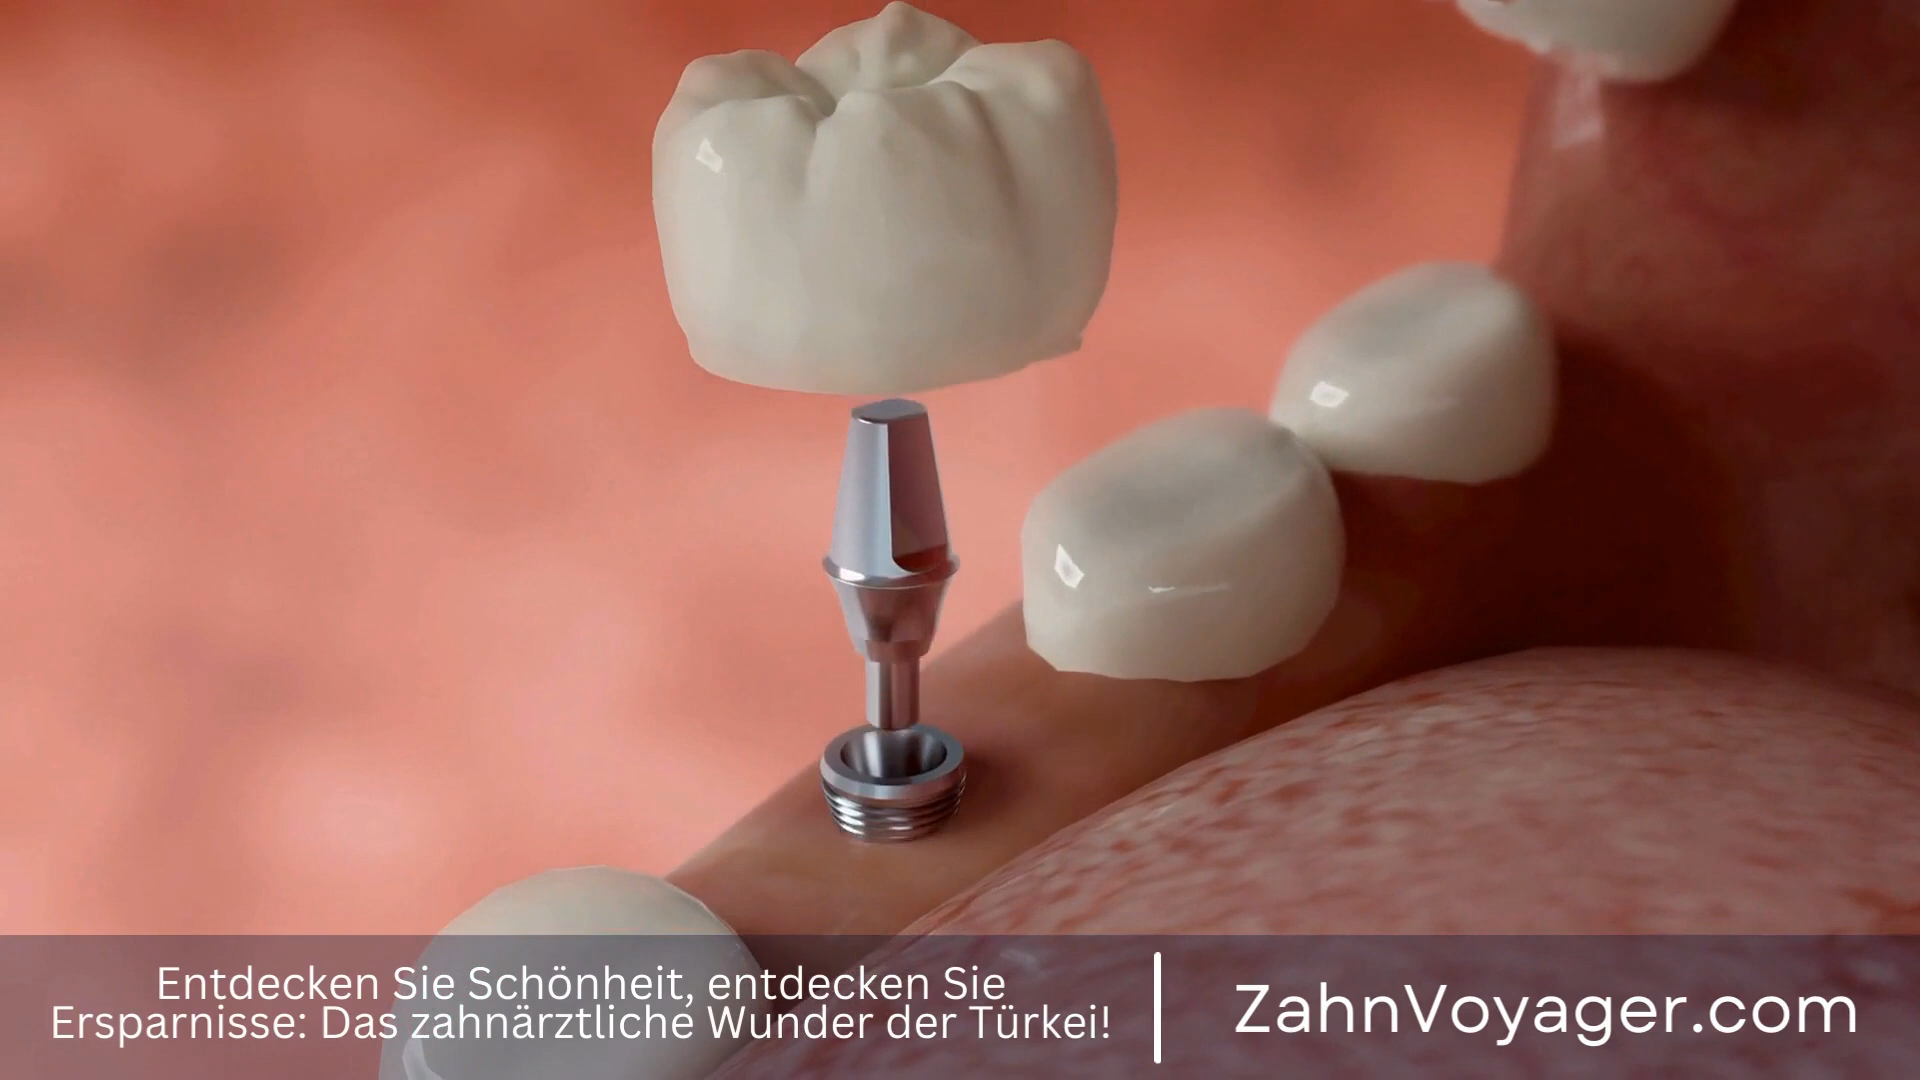 Entdecken Sie Schönheit, entdecken Sie
Ersparnisse: Das zahnärztliche Wunder der Türkei!
ZahnVoyager.com